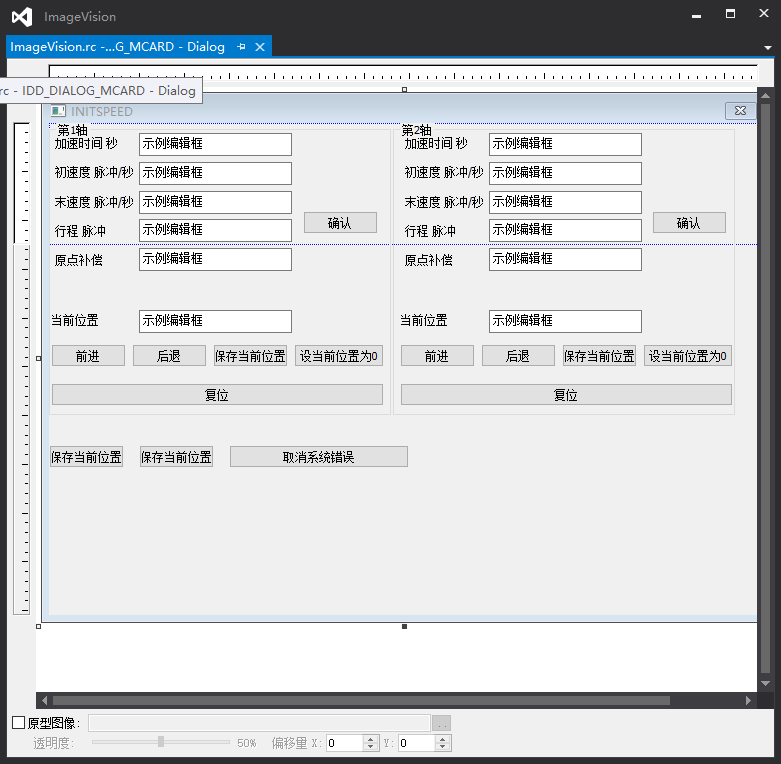 ImageVision
ImageVision.rc -...G_MCARD - Dialog
rc - IDD_DIALOG_MCARD - Dialog
INITSPEED
第1轴 第2轴
加速时间 秒 示例编辑框 加速时间 秒 示例编辑框
初速度 脉冲/秒 示例编辑框 初速度 脉冲/秒 示例编辑框
末速度 脉冲/秒 示例编辑框 末速度 脉冲/秒 示例编辑框
行程 脉冲 示例编辑框 确认 行程 脉冲 示例编辑框 确认
原点补偿 示例编辑框 原点补偿 示例编辑框
当前位置 示例编辑框 当前位置 示例编辑框
前进 后退 保存当前位置 设当前位置为0 前进 后退 保存当前位置 设当前位置为0
复位 复位
保存当前位置 保存当前位置 取消系统错误
原型图像: ...
透明度: 50% 偏移量 X: 0 Y: 0